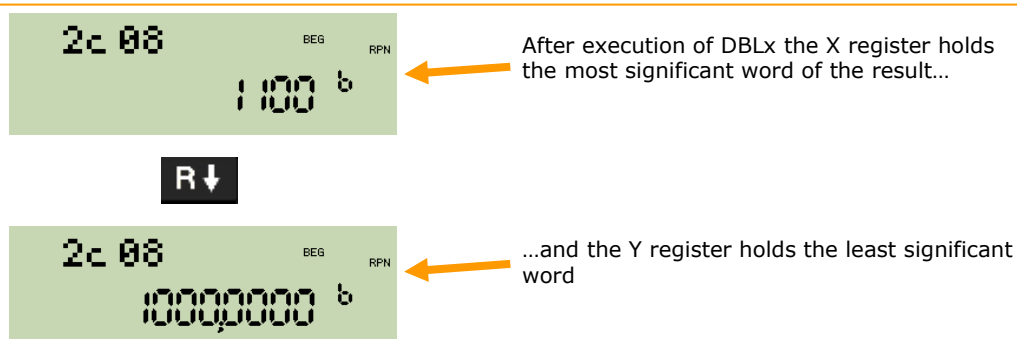 2c 08 BEG RPN
1100 b
After execution of DBLx the X register holds
the most significant word of the result…
R↓
2c 08 BEG RPN
1000,0000 b
…and the Y register holds the least significant
word